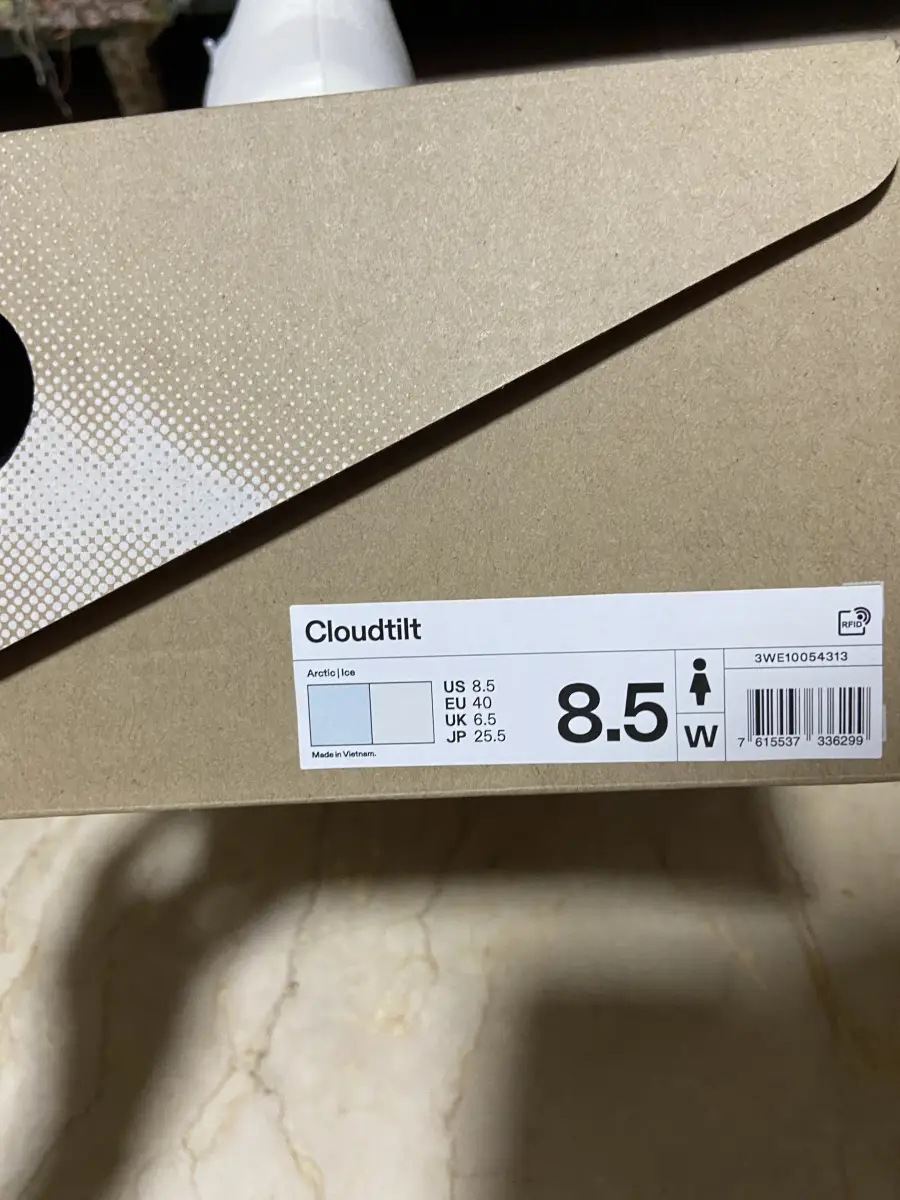 Cloudtilt
RFID
Arctic | Ice
US 8.5
EU 40
UK 6.5
JP 25.5
Made in Vietnam.
8.5
W
3WE10054313
7 615537 336299